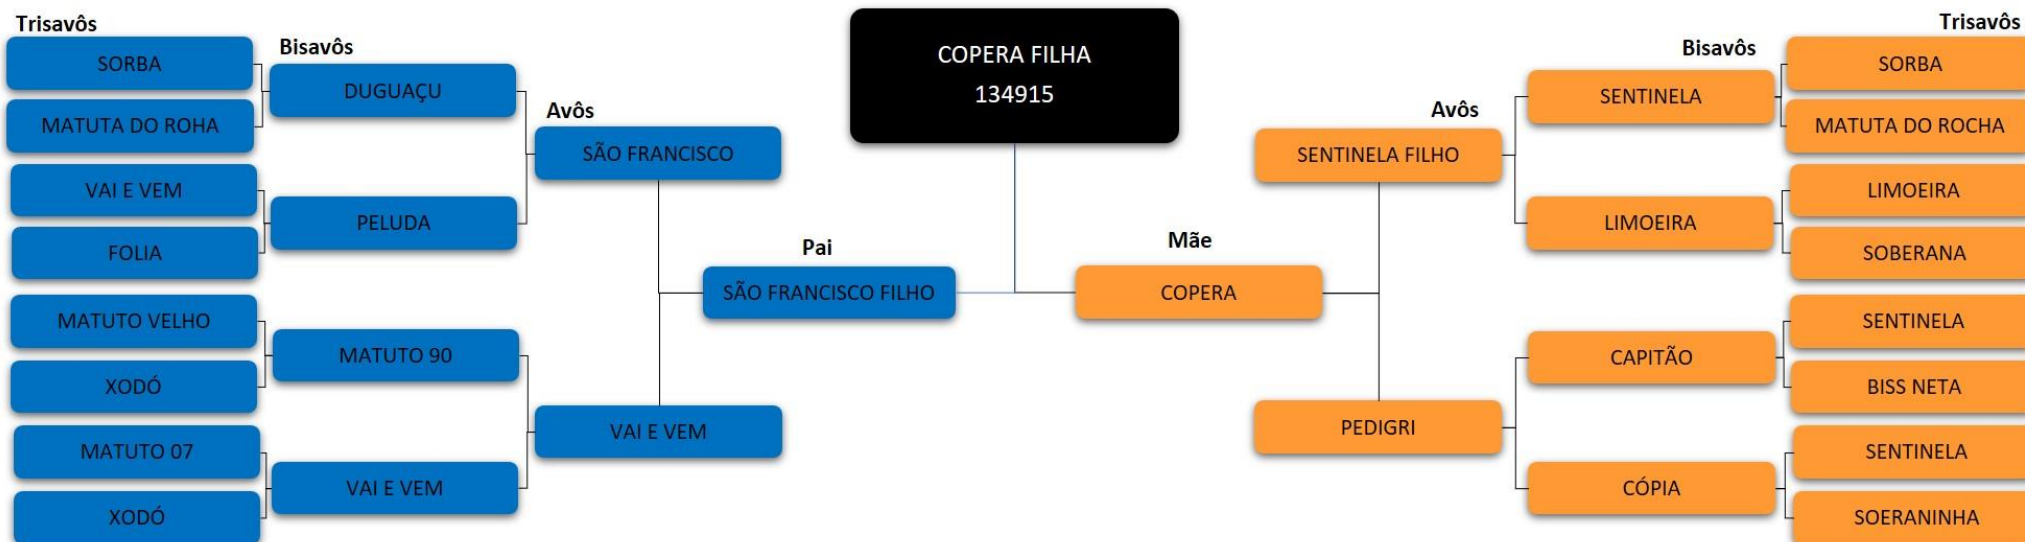 Trisavôs
SORBA
MATUTA DO ROHA
VAI E VEM
FOLIA
MATUTO VELHO
XODÓ
MATUTO 07
XODÓ
Bisavôs
DUGUAÇU
PELUDA
MATUTO 90
VAI E VEM
Avôs
SÃO FRANCISCO
VAI E VEM
Pai
SÃO FRANCISCO FILHO
COPERA FILHA
134915
Mãe
COPERA
Avôs
SENTINELA FILHO
PEDIGRI
Bisavôs
SENTINELA
LIMOEIRA
CAPITÃO
CÓPIA
Trisavôs
SORBA
MATUTA DO ROCHA
LIMOEIRA
SOBERANA
SENTINELA
BISS NETA
SENTINELA
SOERANINHA